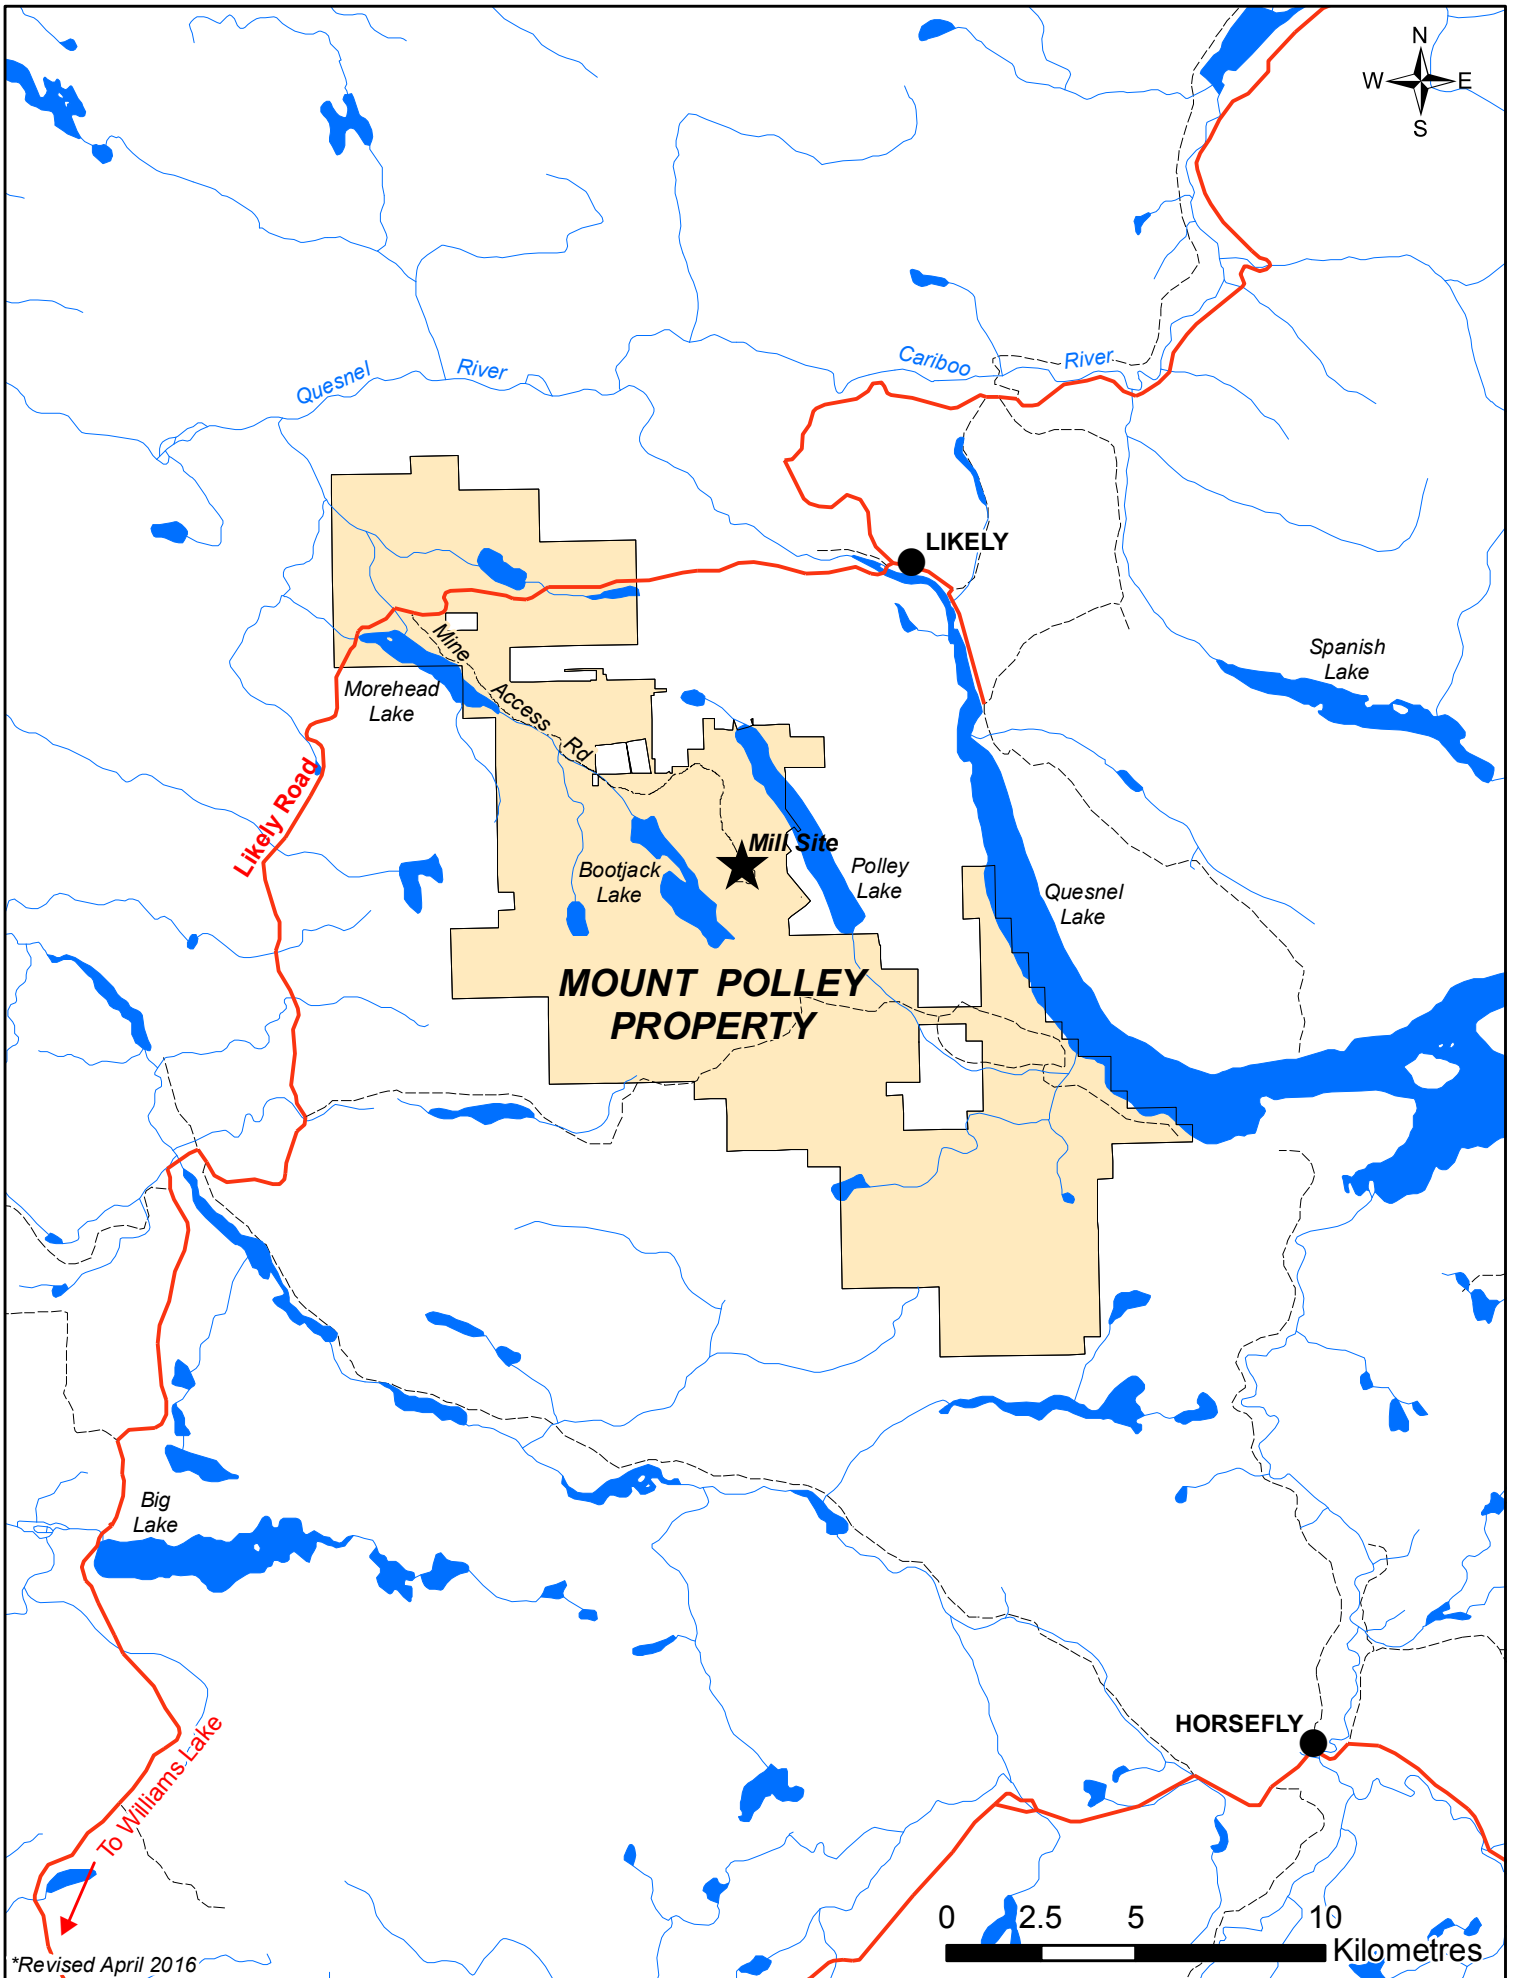 N
W E
S
Quesnel River
Cariboo River
LIKELY
Spanish
Lake
Mine Access Rd
Morehead
Lake
Likely Road
Mill Site
Bootjack
Lake
Polley
Lake
Quesnel
Lake
MOUNT POLLEY
PROPERTY
Big
Lake
HORSEFLY
To Williams Lake
0 2.5 5 10
Kilometres
*Revised April 2016